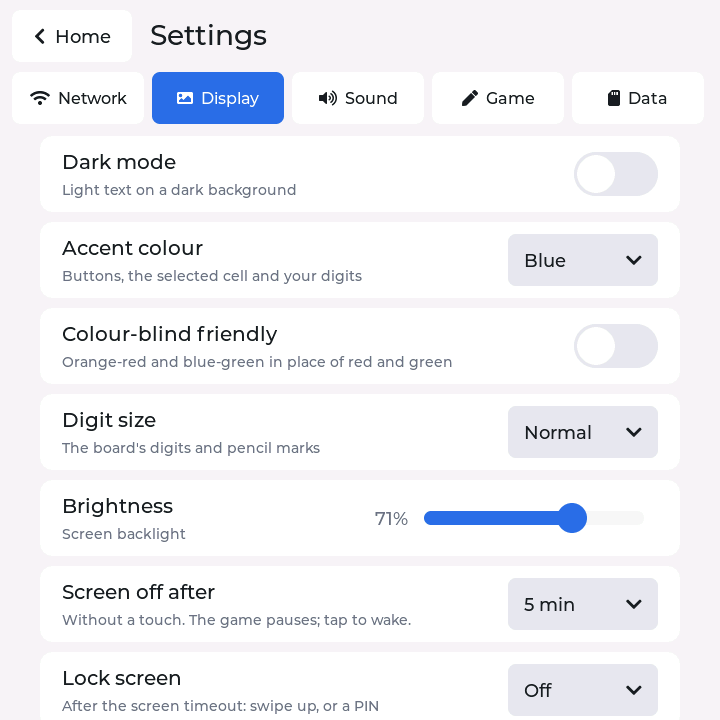 Home
Settings
Network
Display
Sound
Game
Data
Dark mode
Light text on a dark background
Accent colour
Buttons, the selected cell and your digits
Blue
Colour-blind friendly
Orange-red and blue-green in place of red and green
Digit size
The board's digits and pencil marks
Normal
Brightness
Screen backlight
71%
Screen off after
Without a touch. The game pauses; tap to wake.
5 min
Lock screen
After the screen timeout: swipe up, or a PIN
Off